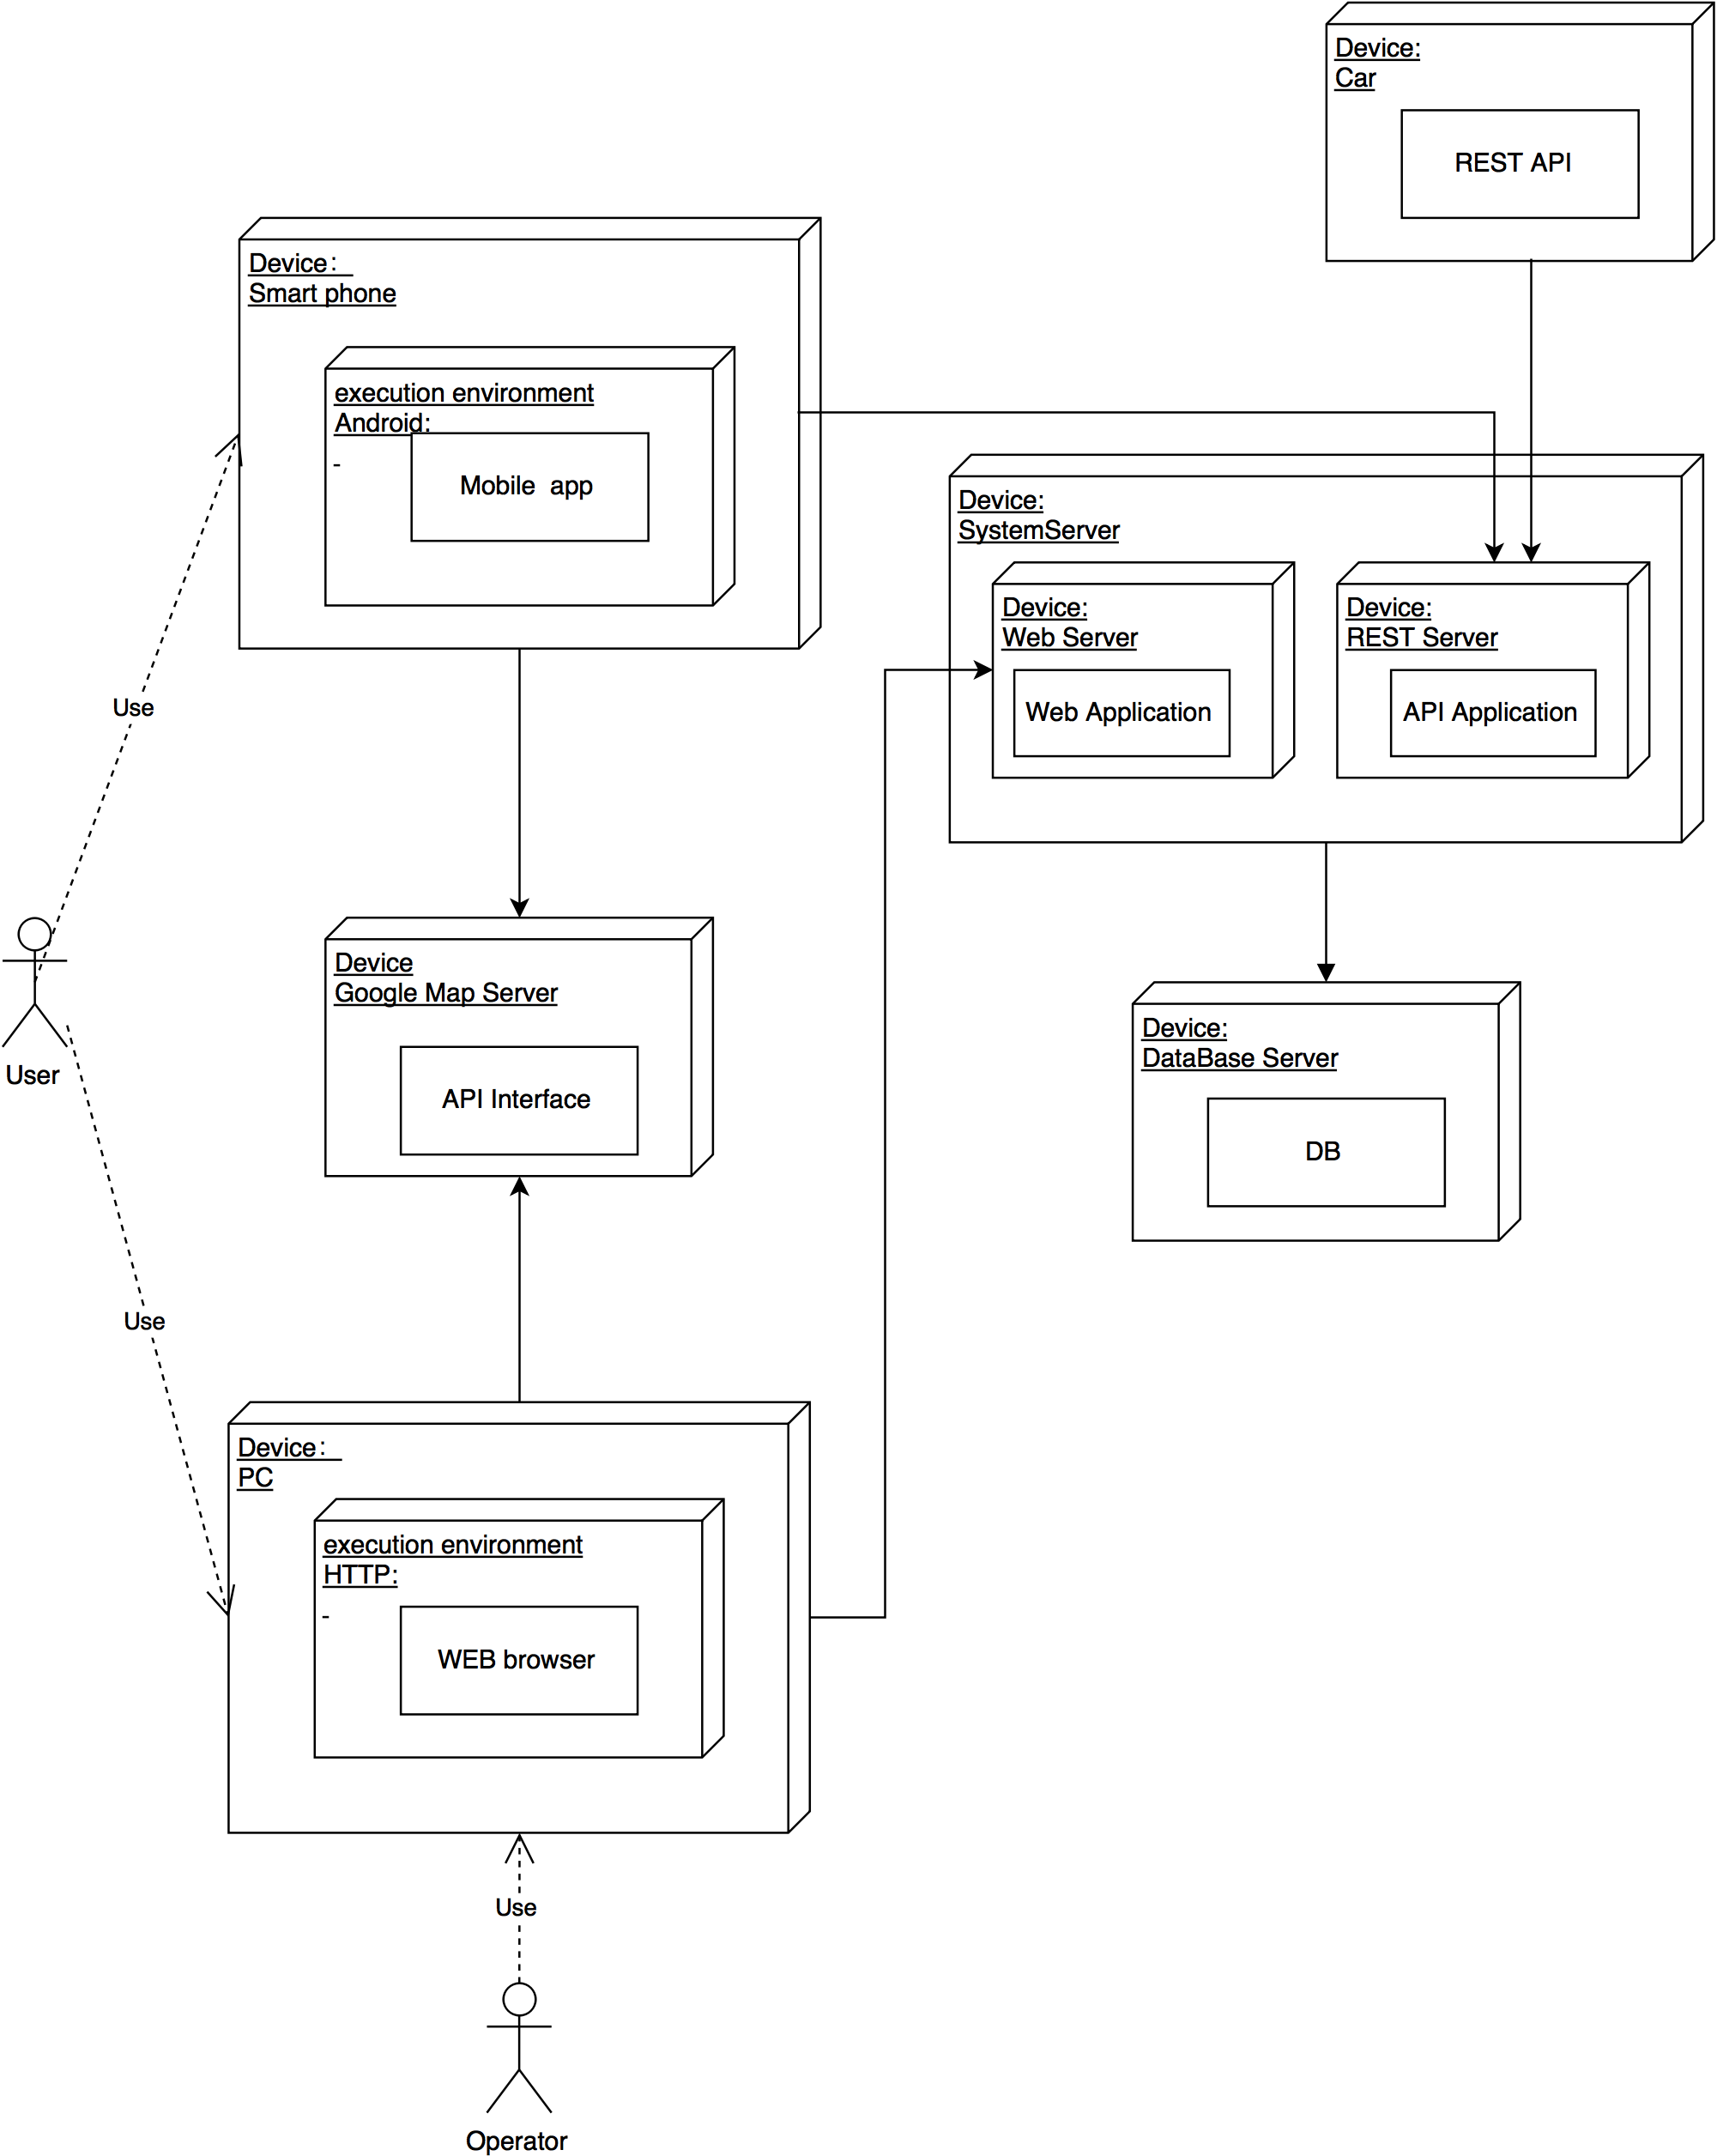 Device:
Car
REST API
Device:
Smart phone
execution environment
Android:
-
Mobile  app
Device:
SystemServer
Device:
Web Server
Web Application
Device:
REST Server
API Application
Use
User
Device
Google Map Server
API Interface
Device:
DataBase Server
DB
Use
Device:
PC
execution environment
HTTP:
-
WEB browser
Use
Operator